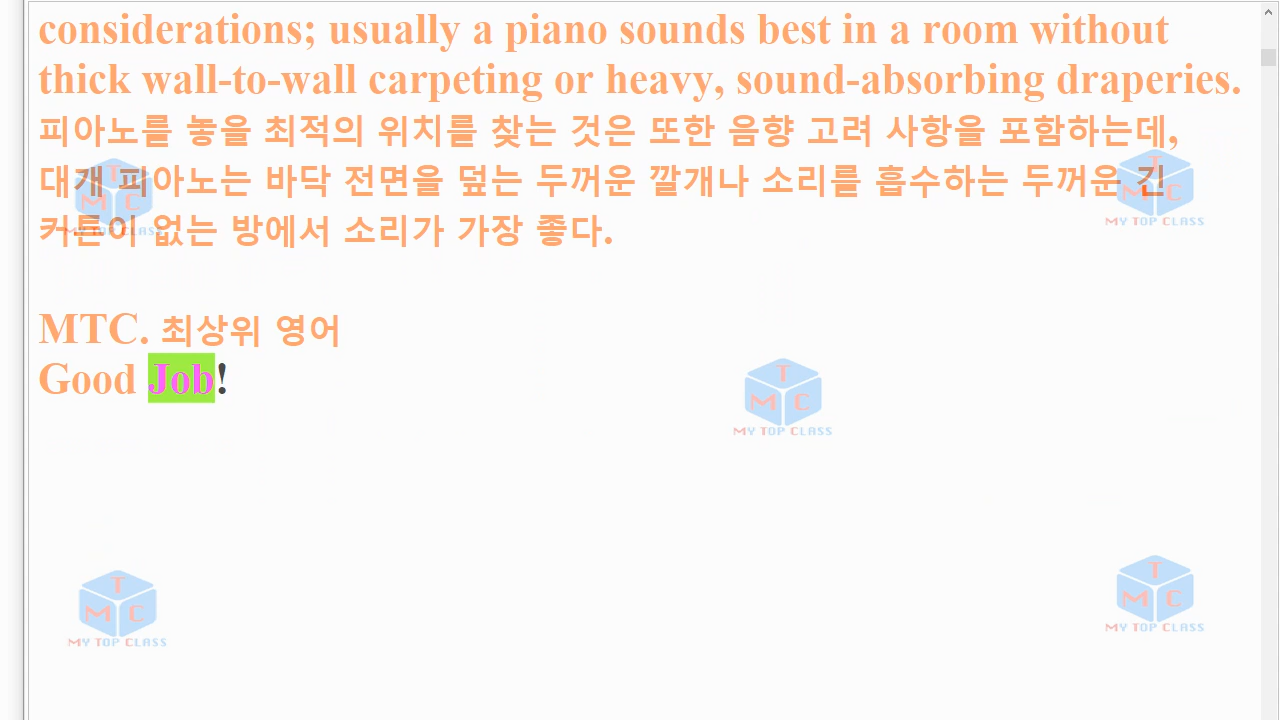 considerations; usually a piano sounds best in a room without
thick wall-to-wall carpeting or heavy, sound-absorbing draperies.
피아노를 놓을 최적의 위치를 찾는 것은 또한 음향 고려 사항을 포함하는데,
대개 피아노는 바닥 전면을 덮는 두꺼운 깔개나 소리를 흡수하는 두꺼운 긴
커튼이 없는 방에서 소리가 가장 좋다.
MTC. 최상위 영어
Good Job!
T
M C
MY TOP CLASS
T
M C
MY TOP CLASS
T
M C
MY TOP CLASS
T
M C
MY TOP CLASS
T
M C
MY TOP CLASS